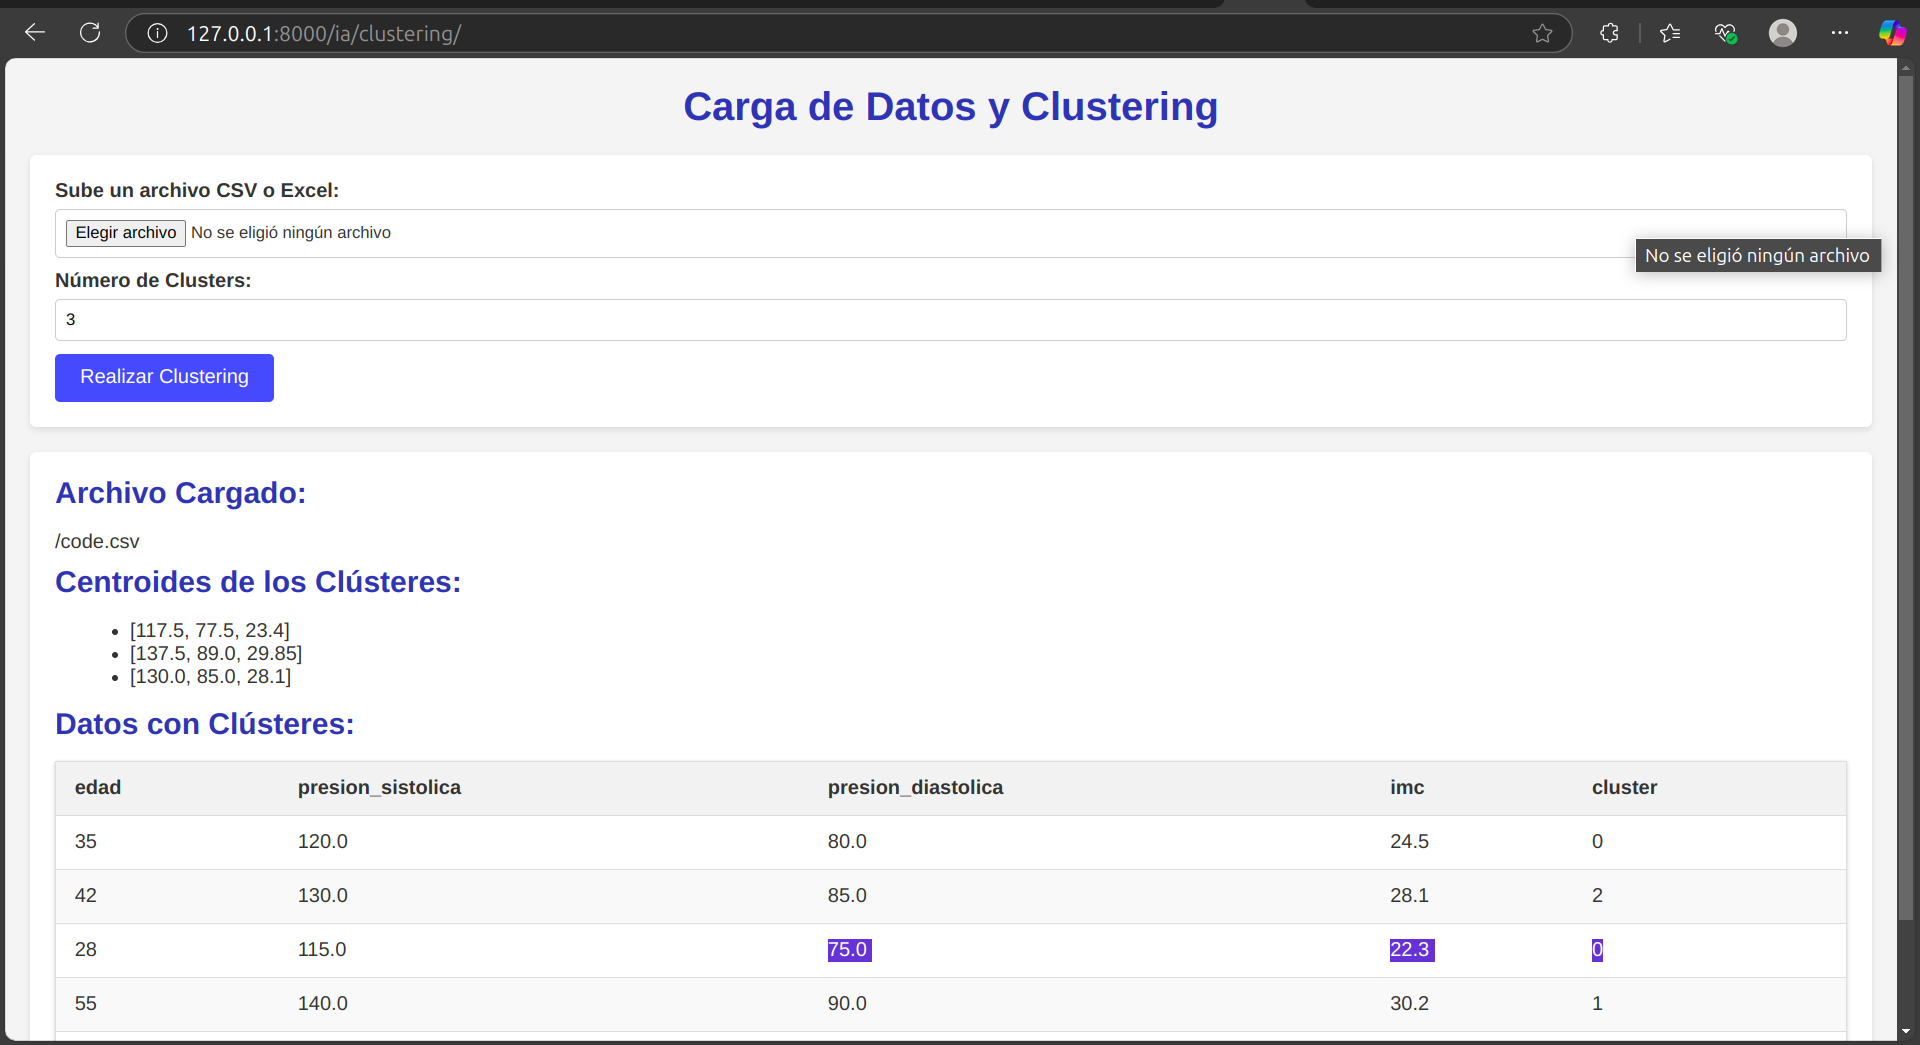 127.0.0.1:8000/ia/clustering/
Carga de Datos y Clustering
Sube un archivo CSV o Excel:
Elegir archivo No se eligió ningún archivo
No se eligió ningún archivo
Número de Clusters:
3
Realizar Clustering
Archivo Cargado:
/code.csv
Centroides de los Clústeres:
[117.5, 77.5, 23.4]
[137.5, 89.0, 29.85]
[130.0, 85.0, 28.1]
Datos con Clústeres:
edad presion_sistolica presion_diastolica imc cluster
35 120.0 80.0 24.5 0
42 130.0 85.0 28.1 2
28 115.0 75.0 22.3 0
55 140.0 90.0 30.2 1